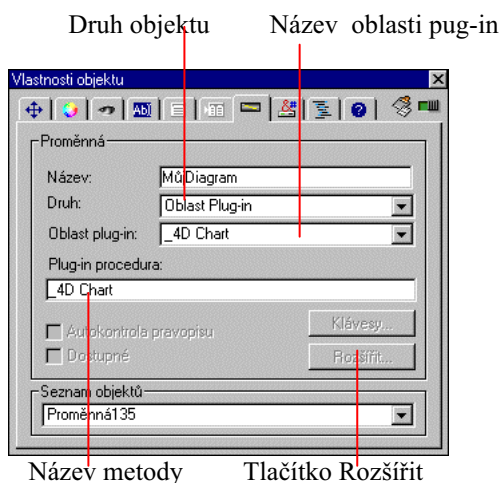 Druh objektu Název oblasti pug-in
Vlastnosti objektu
Proměnná
Název: MůjDiagram
Druh: Oblast Plug-in
Oblast plug-in: _4D Chart
Plug-in procedura:
_4D Chart
Autokontrola pravopisu
Klávesy...
Dostupné
Rozšířit...
Seznam objektů
Proměnná135
Název metody Tlačítko Rozšířit